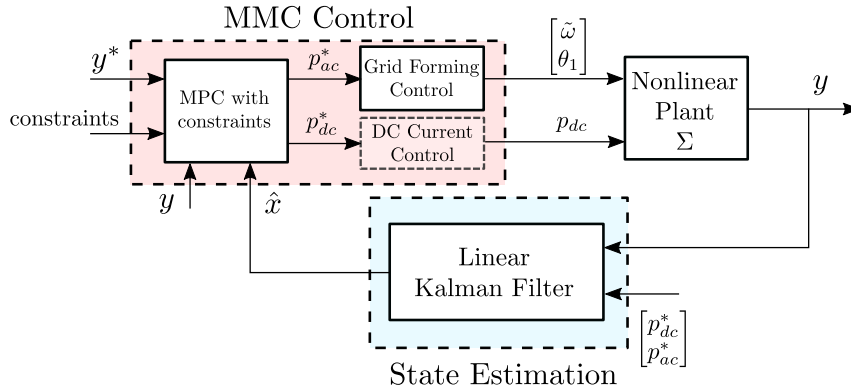 MMC Control
y*
constraints
MPC with
constraints
p*ac
p*dc
Grid Forming
Control
DC Current
Control
ω̃
θ1
pdc
Nonlinear
Plant
Σ
y
y
x̂
Linear
Kalman Filter
p*dc
p*ac
State Estimation